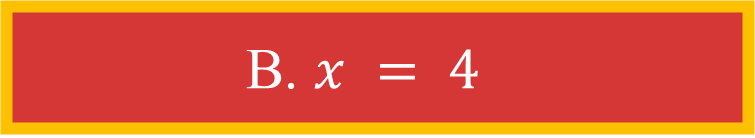 B. x = 4